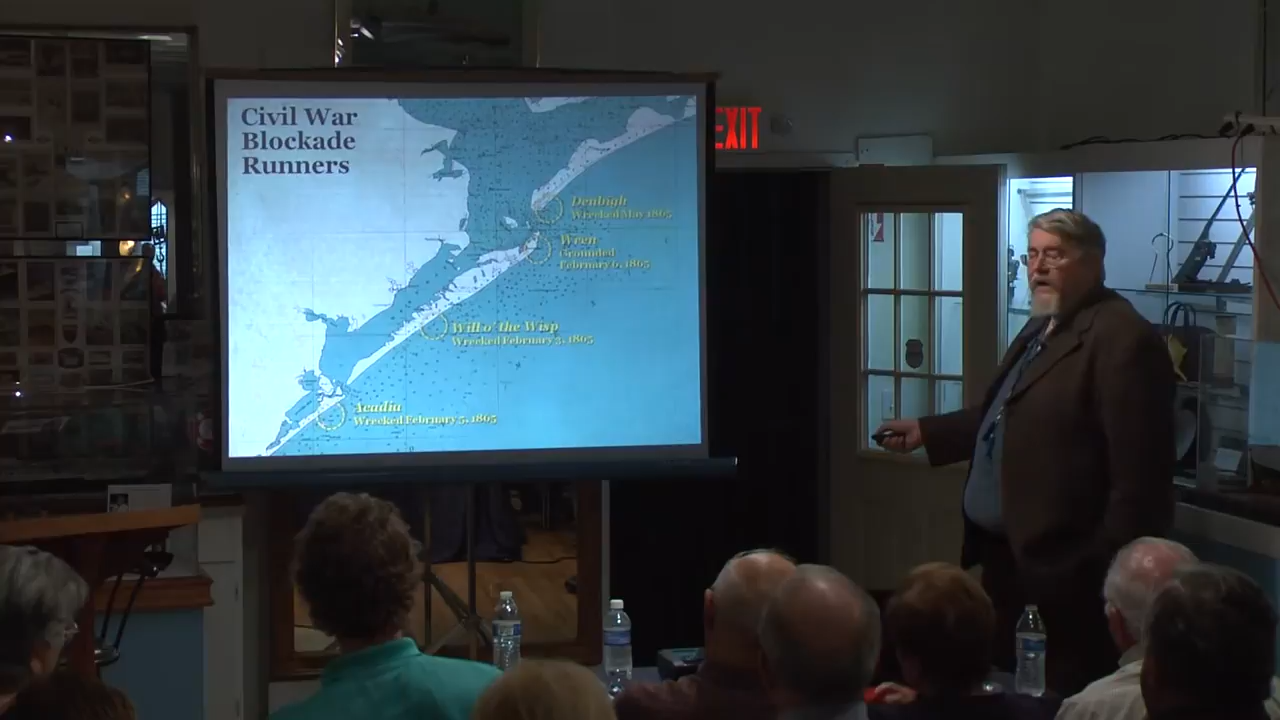 Civil War
Blockade
Runners
EXIT
Denbigh
Wrecked May 1865
Wren
Grounded
February 6, 1865
Will o' the Wisp
Wrecked February 3, 1865
Acadia
Wrecked February 5, 1865